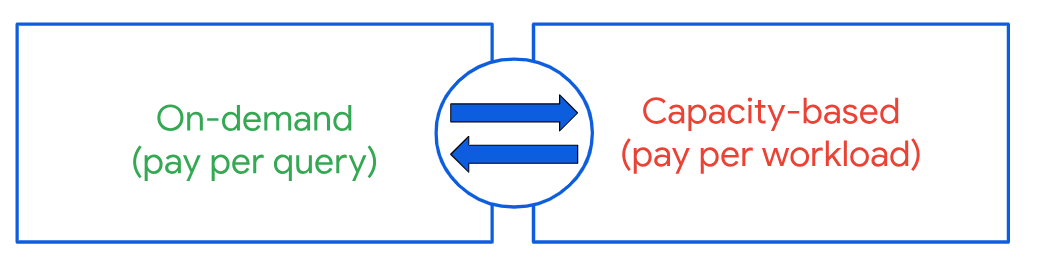 On-demand
(pay per query)
Capacity-based
(pay per workload)